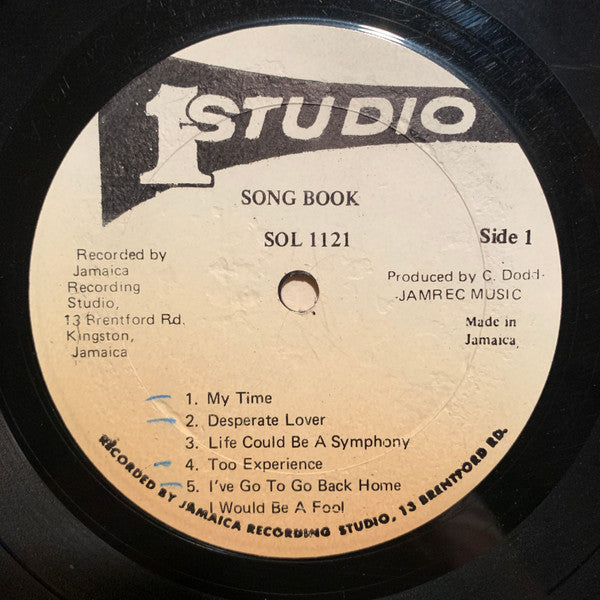 1 STUDIO
SONG BOOK
SOL 1121
Side 1
Recorded by
Jamaica
Recording
Studio,
13 Brentford Rd.
Kingston,
Jamaica
Produced by C. Dodd
JAMREC MUSIC
Made in
Jamaica.
1. My Time
2. Desperate Lover
3. Life Could Be A Symphony
4. Too Experience
5. I've Go To Go Back Home
I Would Be A Fool
RECORDED BY JAMAICA RECORDING STUDIO, 13 BRENTFORD RD.